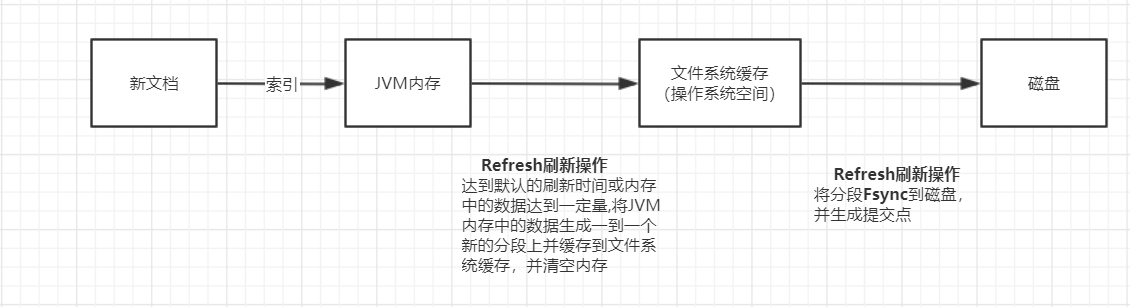 新文档
索引
JVM内存
文件系统缓存
（操作系统空间）
磁盘
Refresh刷新操作
达到默认的刷新时间或内存
中的数据达到一定量,将JVM
内存中的数据生成一到一个
新的分段上并缓存到文件系
统缓存，并清空内存
Refresh刷新操作
将分段Fsync到磁盘，
并生成提交点